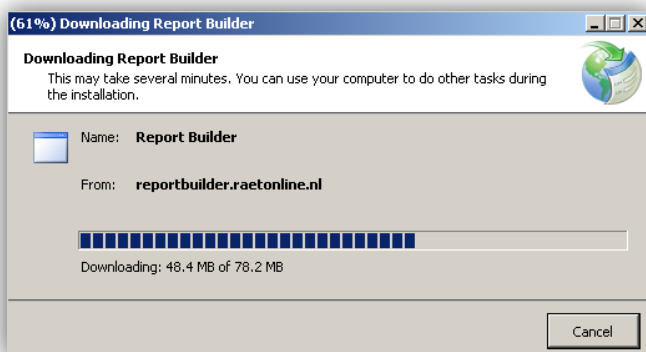 (61%) Downloading Report Builder
Downloading Report Builder
This may take several minutes. You can use your computer to do other tasks during
the installation.
Name: Report Builder
From: reportbuilder.raetonline.nl
Downloading: 48.4 MB of 78.2 MB
Cancel